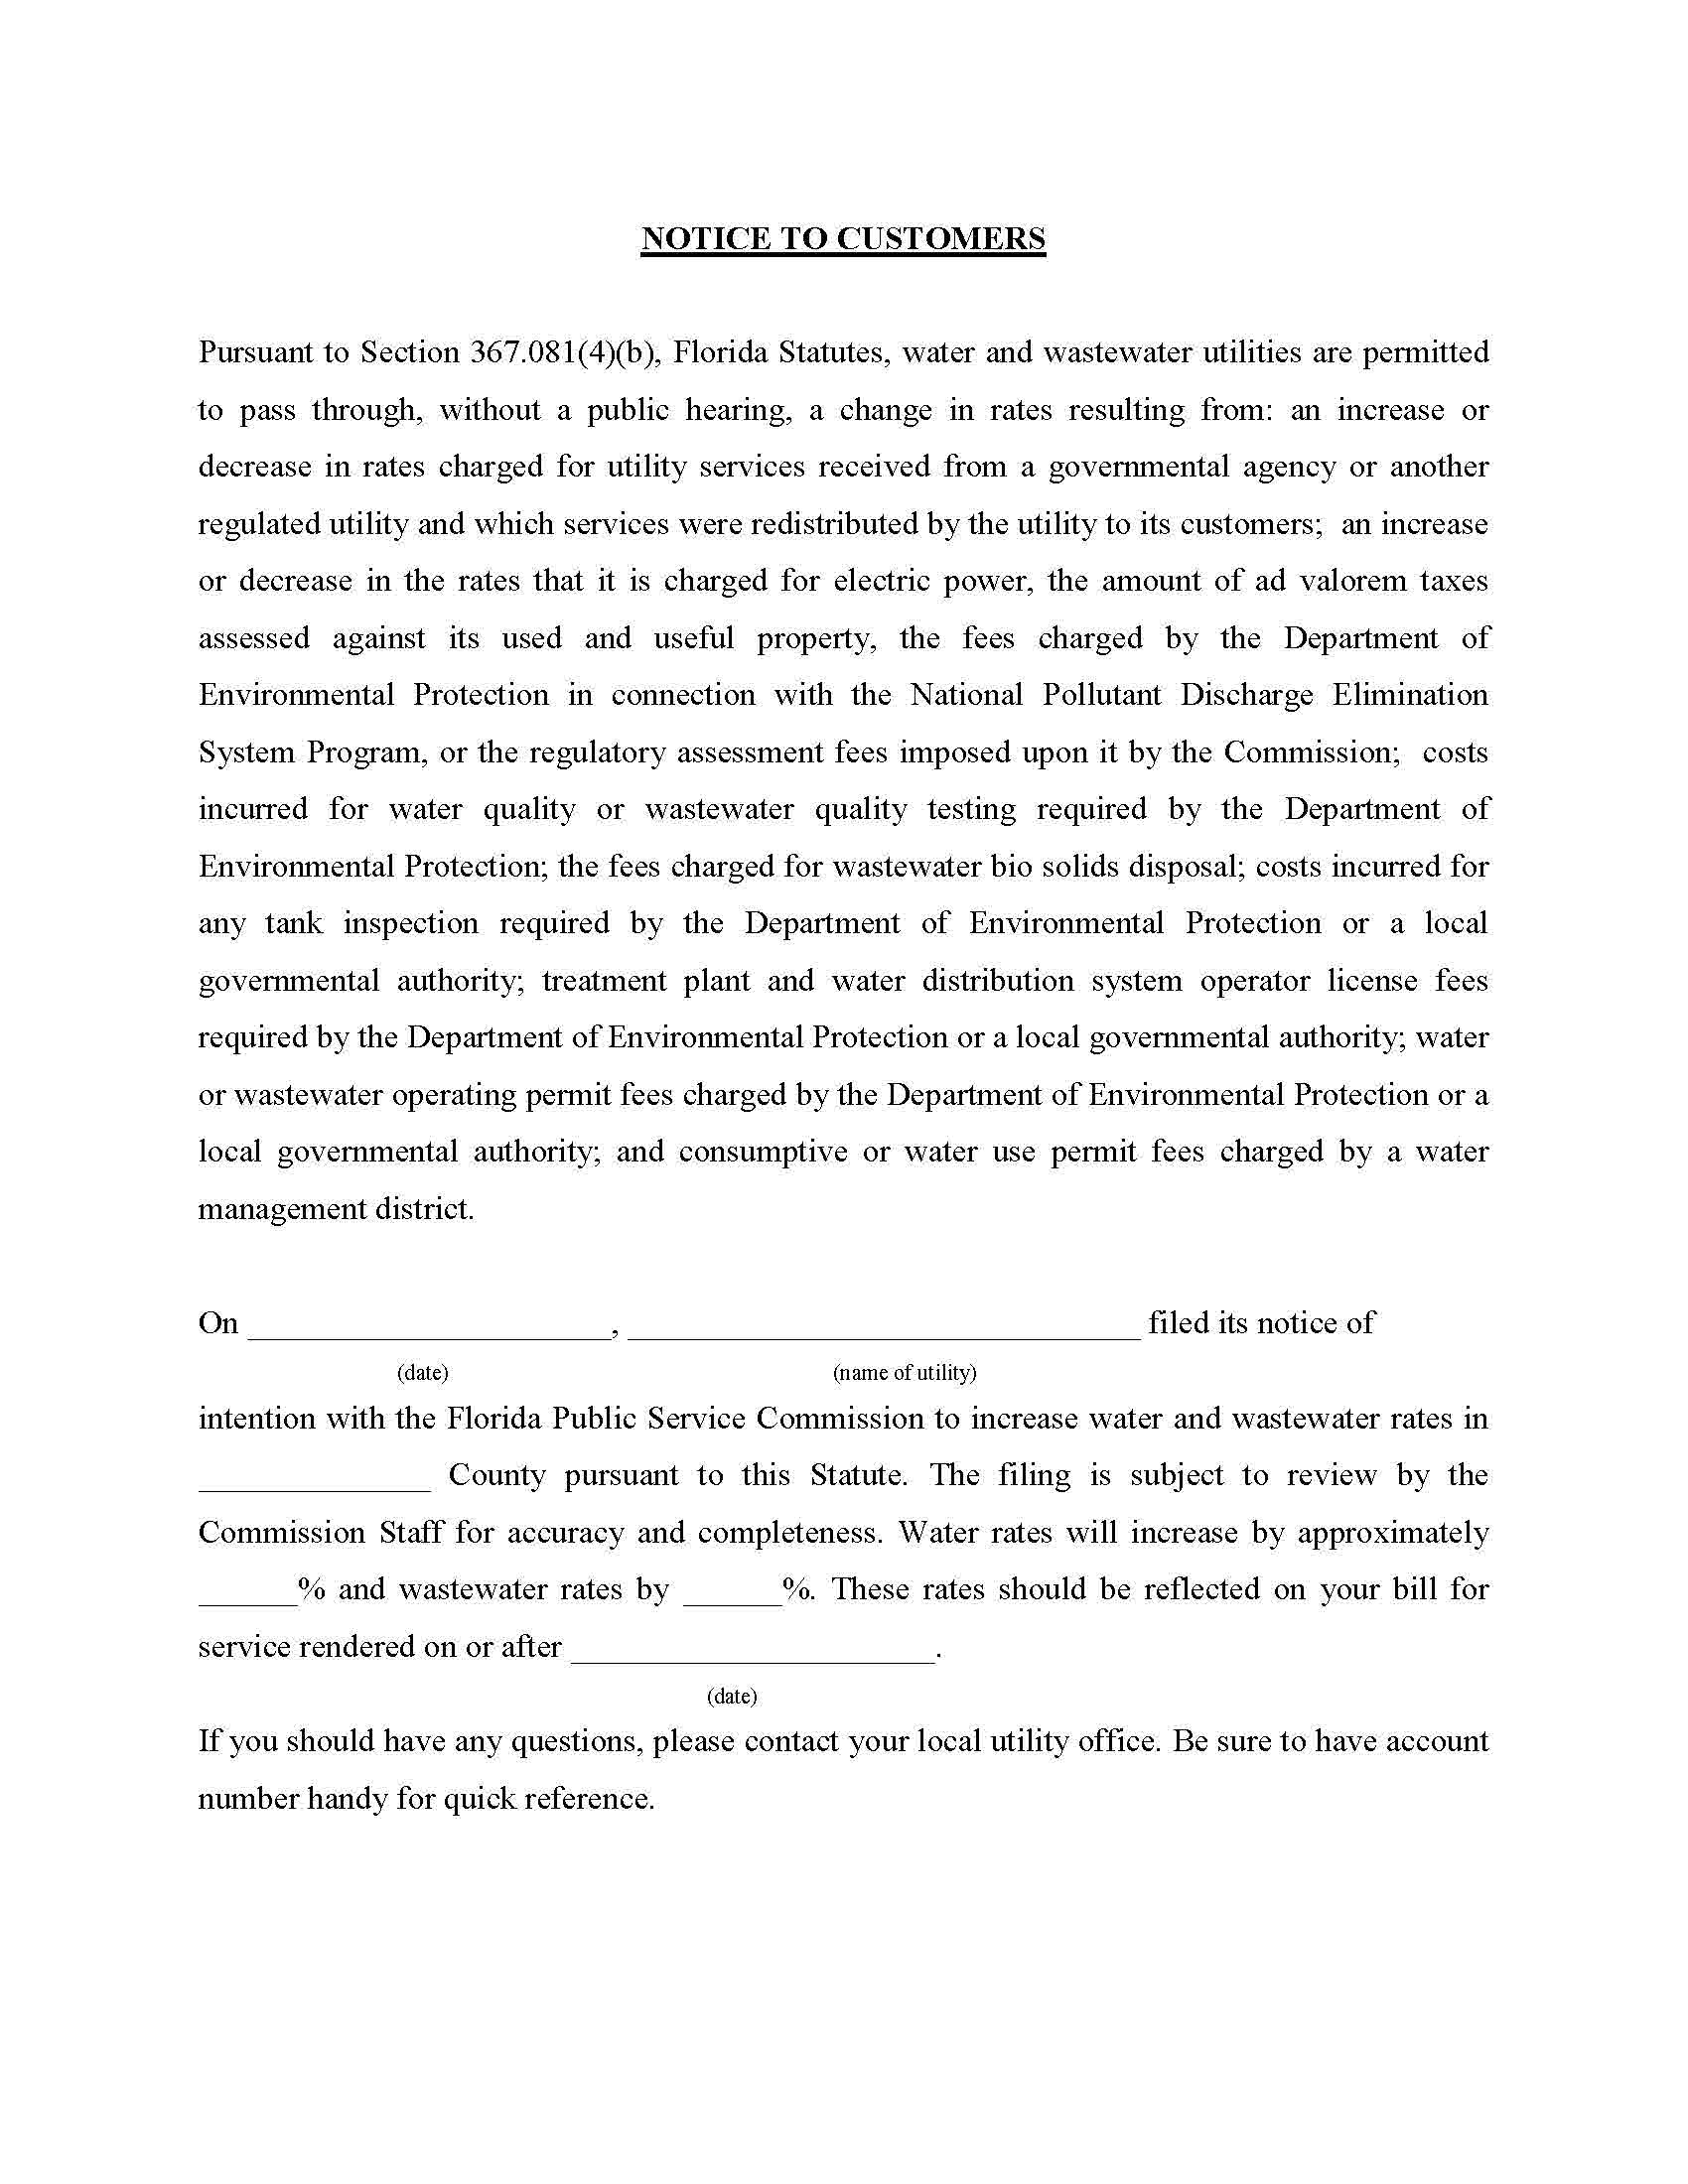 NOTICE TO CUSTOMERS
Pursuant to Section 367.081(4)(b), Florida Statutes, water and wastewater utilities are permitted
to pass through, without a public hearing, a change in rates resulting from: an increase or
decrease in rates charged for utility services received from a governmental agency or another
regulated utility and which services were redistributed by the utility to its customers;  an increase
or decrease in the rates that it is charged for electric power, the amount of ad valorem taxes
assessed against its used and useful property, the fees charged by the Department of
Environmental Protection in connection with the National Pollutant Discharge Elimination
System Program, or the regulatory assessment fees imposed upon it by the Commission;  costs
incurred for water quality or wastewater quality testing required by the Department of
Environmental Protection; the fees charged for wastewater bio solids disposal; costs incurred for
any tank inspection required by the Department of Environmental Protection or a local
governmental authority; treatment plant and water distribution system operator license fees
required by the Department of Environmental Protection or a local governmental authority; water
or wastewater operating permit fees charged by the Department of Environmental Protection or a
local governmental authority; and consumptive or water use permit fees charged by a water
management district.
On ______________________, _______________________________ filed its notice of
(date) (name of utility)
intention with the Florida Public Service Commission to increase water and wastewater rates in
______________ County pursuant to this Statute. The filing is subject to review by the
Commission Staff for accuracy and completeness. Water rates will increase by approximately
______% and wastewater rates by ______%. These rates should be reflected on your bill for
service rendered on or after ______________________.
(date)
If you should have any questions, please contact your local utility office. Be sure to have account
number handy for quick reference.